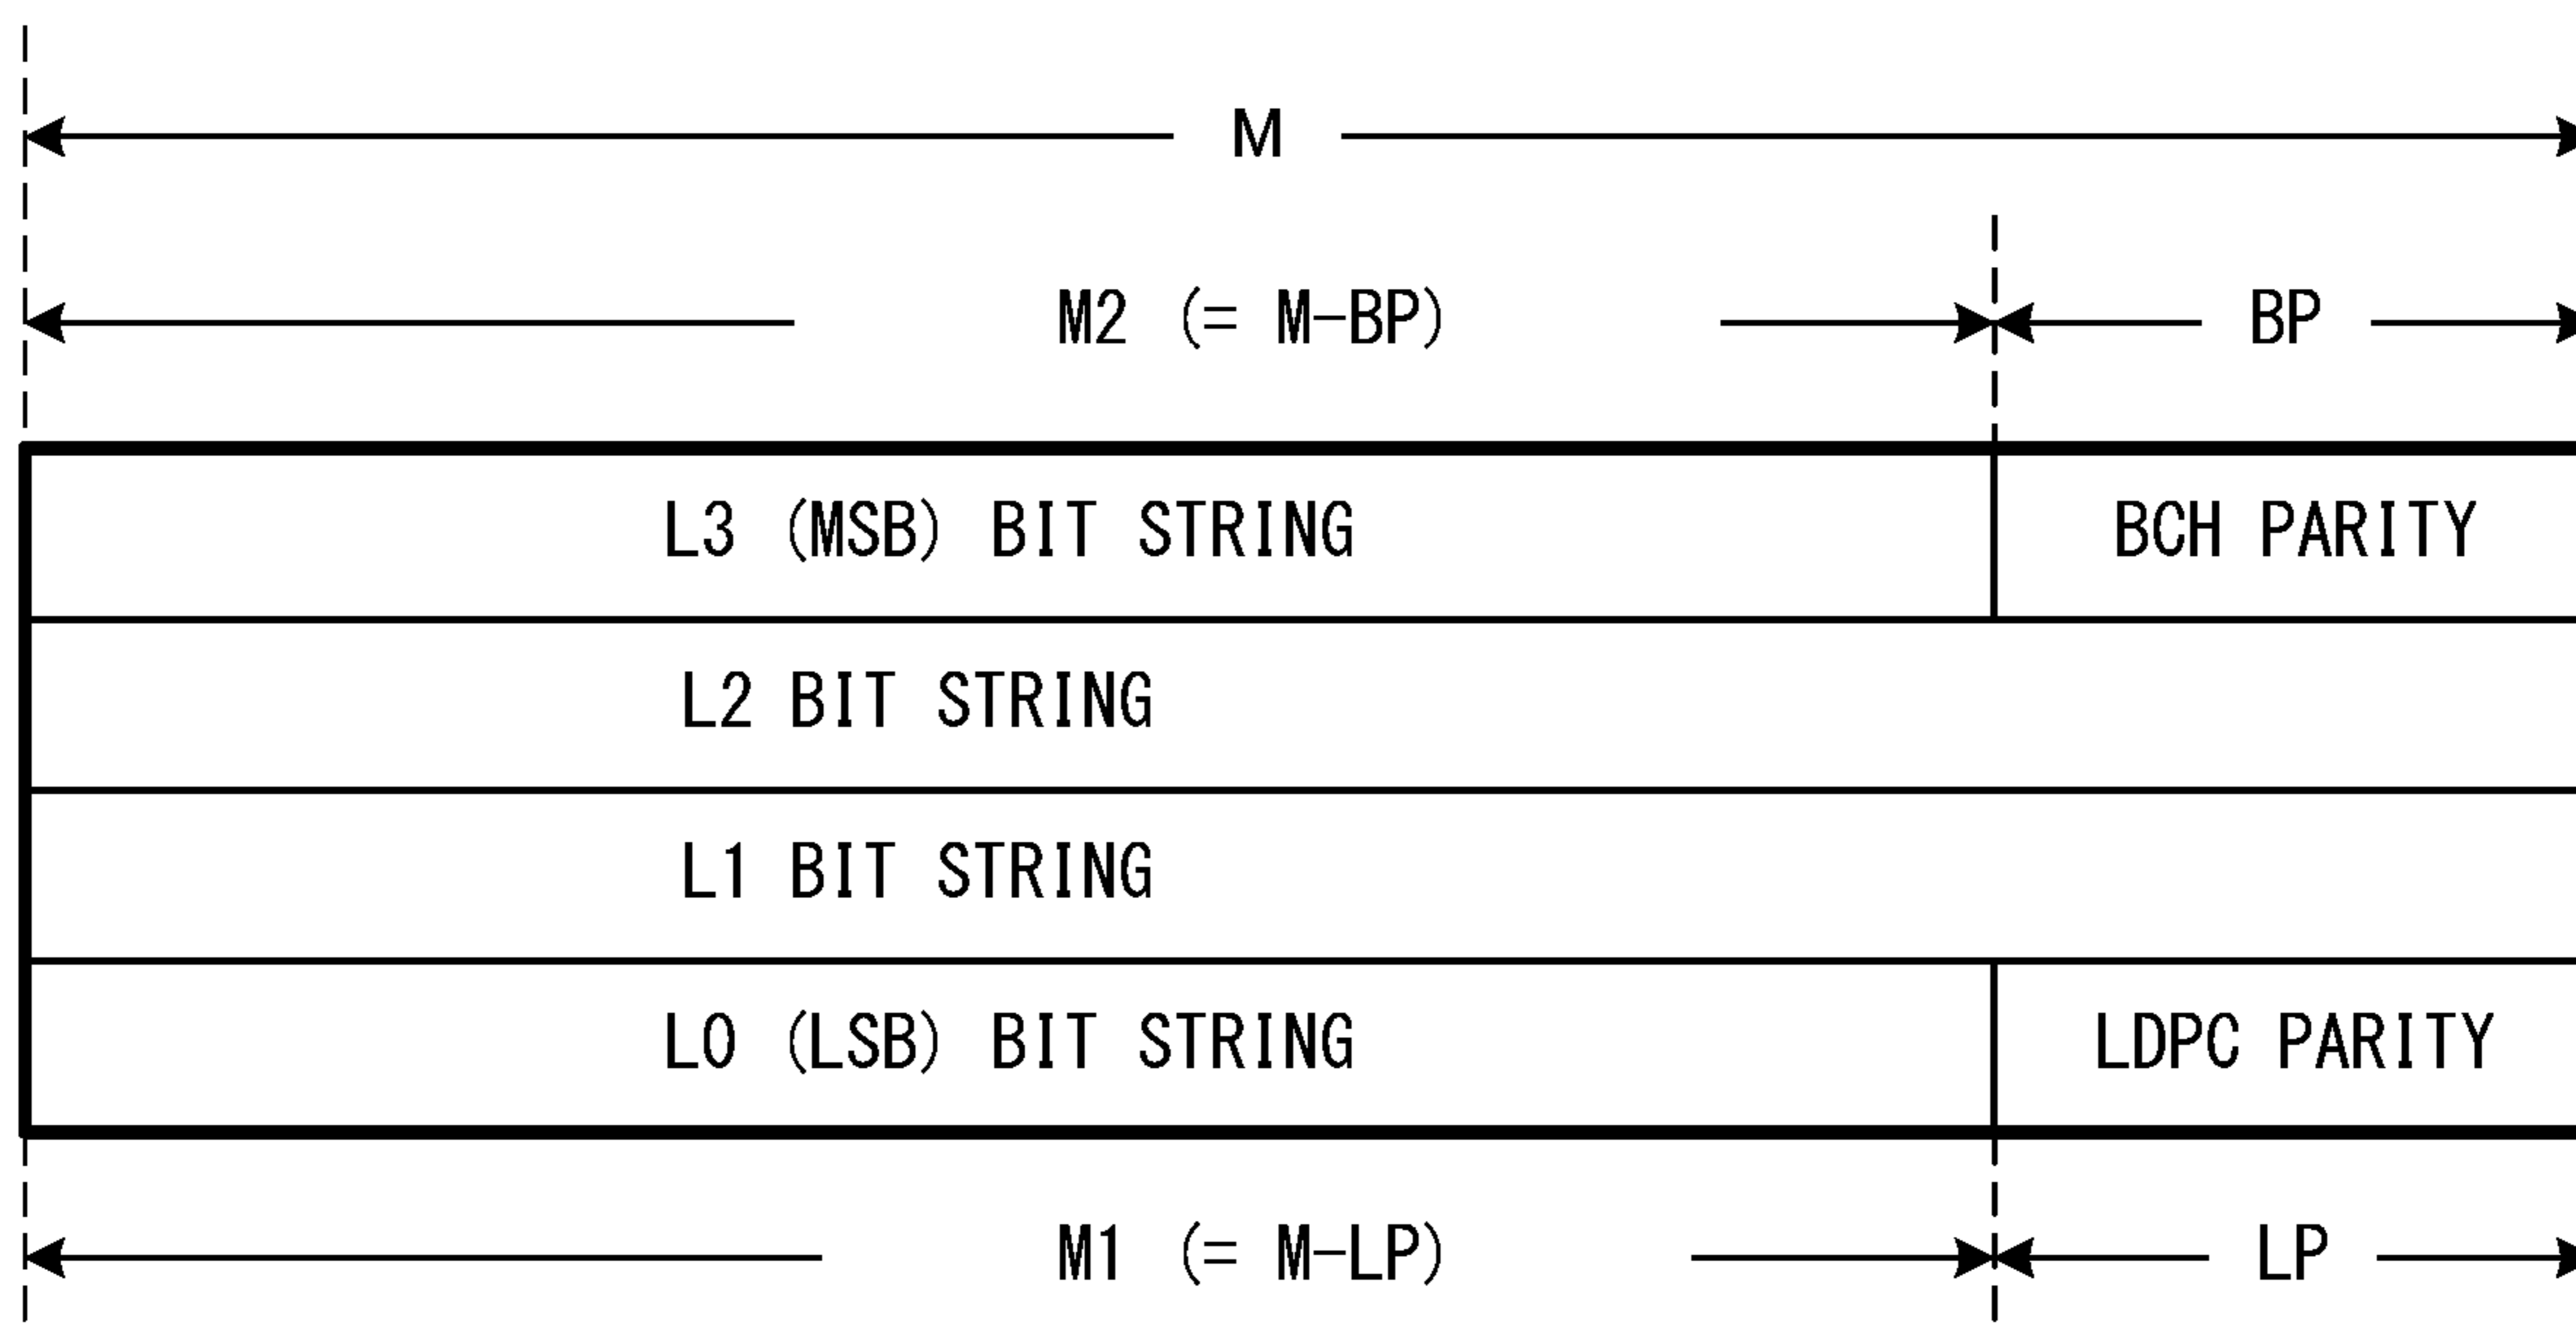 M
M2 (= M-BP) BP
L3 (MSB) BIT STRING BCH PARITY
L2 BIT STRING
L1 BIT STRING
L0 (LSB) BIT STRING LDPC PARITY
M1 (= M-LP) LP